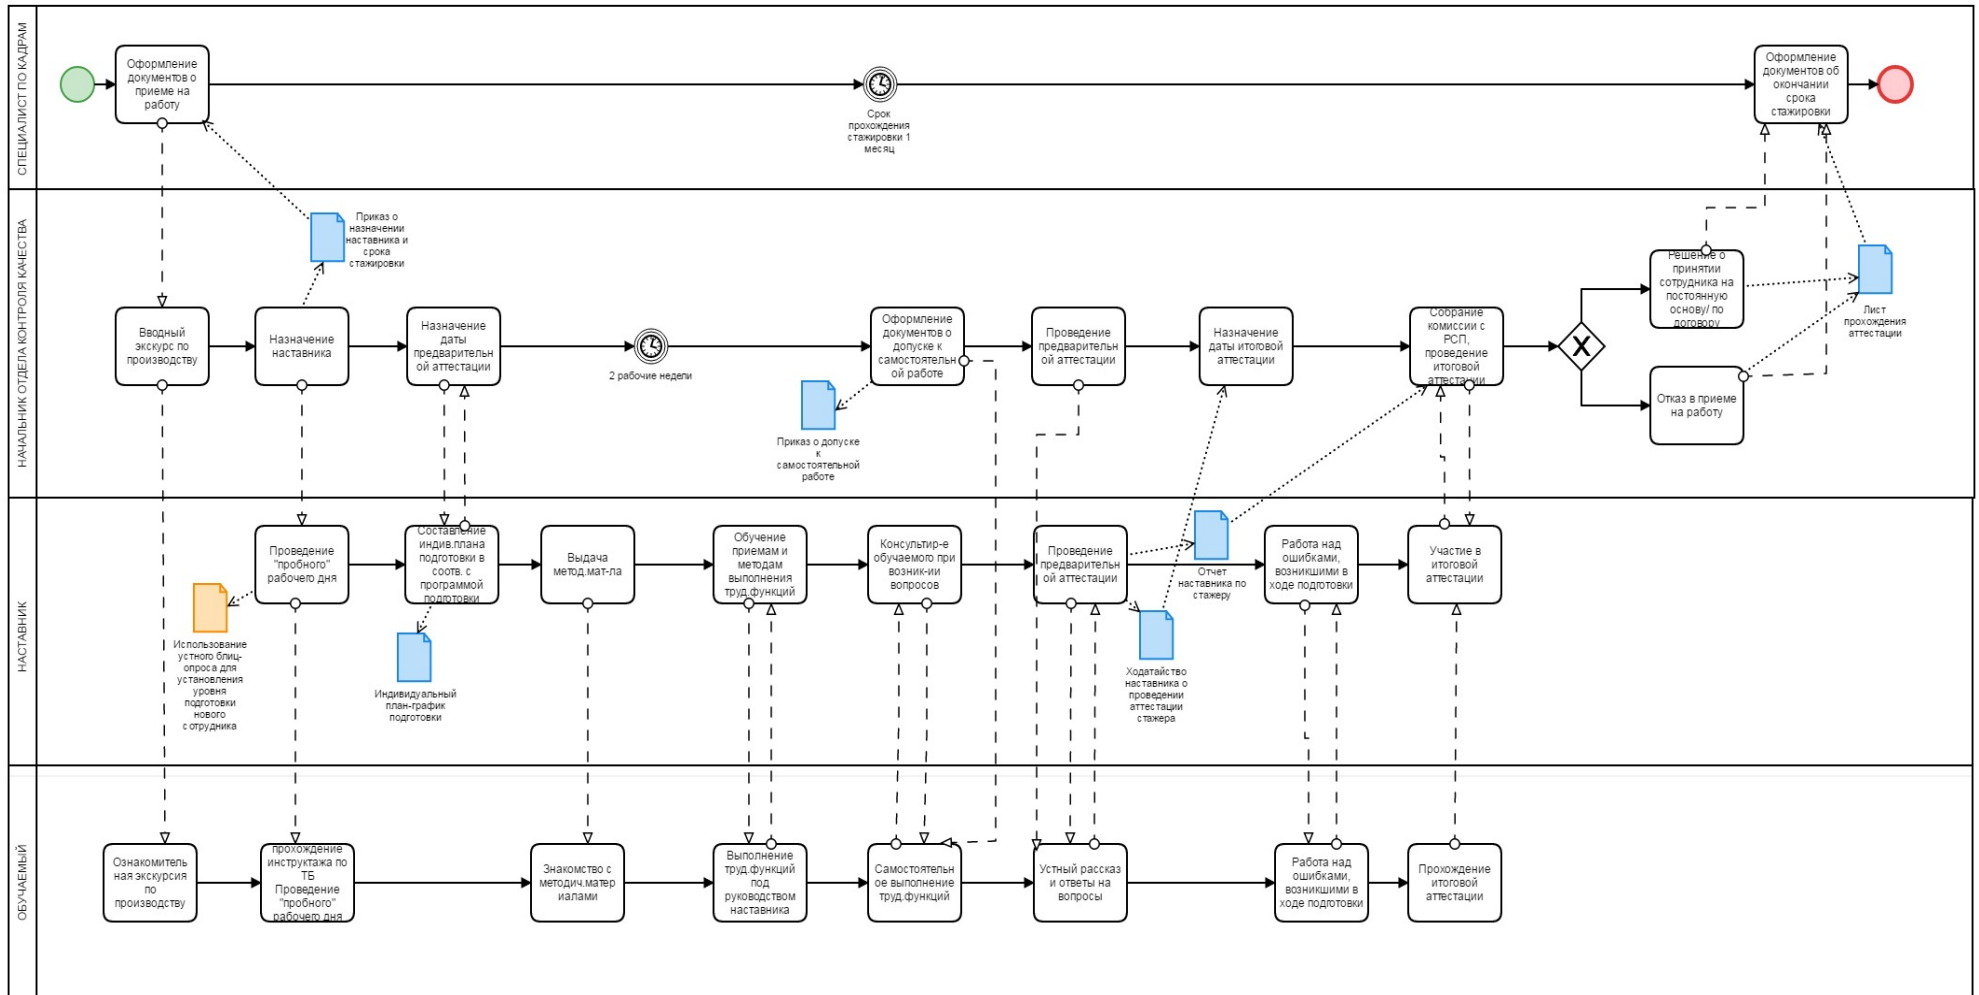 СПЕЦИАЛИСТ ПО КАДРАМ
Оформление
документов о
приеме на
работу
Срок
прохождения
стажировки 1
месяц
Оформление
документов об
окончании
срока
стажировки
НАЧАЛЬНИК ОТДЕЛА КОНТРОЛЯ КАЧЕСТВА
Приказ о
назначении
наставника и
срока
стажировки
Вводный
экскурс по
производству
Назначение
наставника
Назначение
даты
предварительн
ой аттестации
2 рабочие недели
Оформление
документов о
допуске к
самостоятельн
ой работе
Приказ о допуске
к
самостоятельной
работе
Проведение
предварительн
ой аттестации
Назначение
даты итоговой
аттестации
Собрание
комиссии с
РСП,
проведение
итоговой
аттестации
X
Решение о
принятии
сотрудника на
постоянную
основу/ по
договору
Отказ в приеме
на работу
Лист
прохождения
аттестации
НАСТАВНИК
Использование
устного блиц-
опроса для
установления
уровня
подготовки
нового
сотрудника
Проведение
"пробного"
рабочего дня
Составление
индив.плана
подготовки в
соотв. с
программой
подготовки
Индивидуальный
план-график
подготовки
Выдача
метод.мат-ла
Обучение
приемам и
методам
выполнения
труд.функций
Консультир-е
обучаемого при
возник-ии
вопросов
Проведение
предварительн
ой аттестации
Отчет
наставника по
стажеру
Ходатайство
наставника о
проведении
аттестации
стажера
Работа над
ошибками,
возникшими в
ходе подготовки
Участие в
итоговой
аттестации
ОБУЧАЕМЫЙ
Ознакомитель
ная экскурсия
по
производству
прохождение
инструктажа по
ТБ
Проведение
"пробного"
рабочего дня
Знакомство с
методич.матер
иалами
Выполнение
труд.функций
под
руководством
наставника
Самостоятельн
ое выполнение
труд.функций
Устный рассказ
и ответы на
вопросы
Работа над
ошибками,
возникшими в
ходе подготовки
Прохождение
итоговой
аттестации